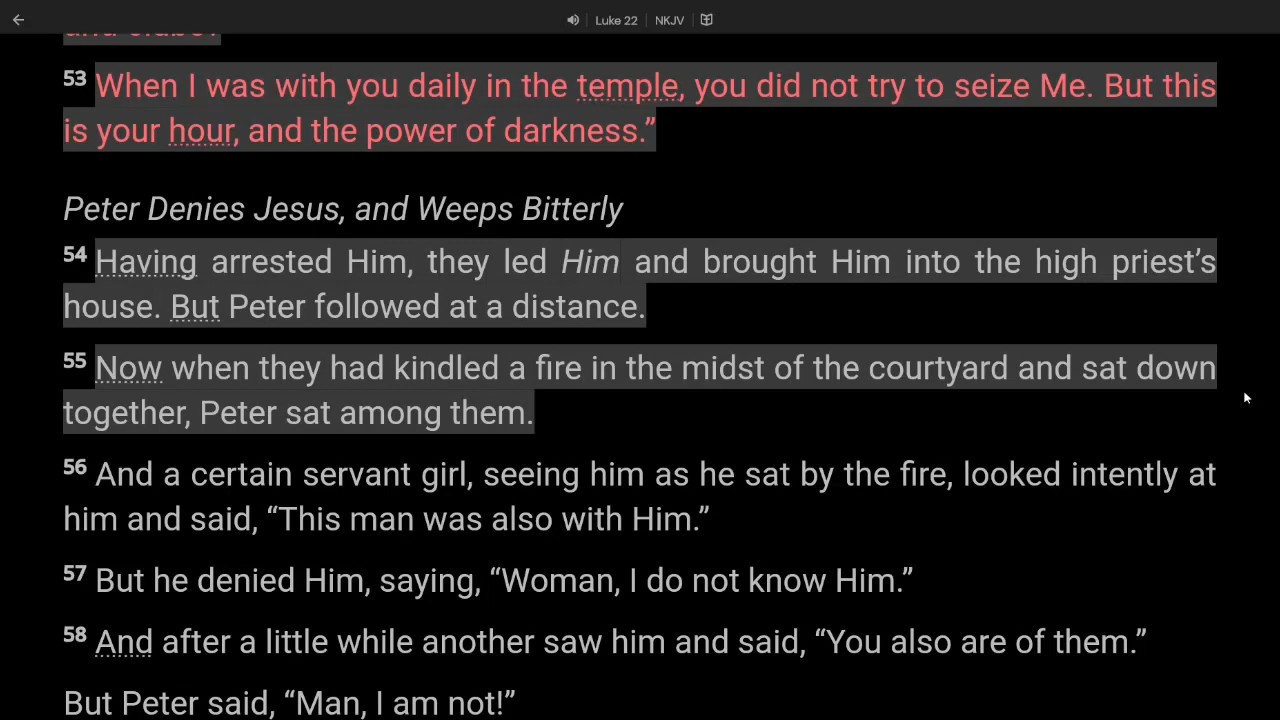 Luke 22 NKJV
53 When I was with you daily in the temple, you did not try to seize Me. But this
is your hour, and the power of darkness.”
Peter Denies Jesus, and Weeps Bitterly
54 Having arrested Him, they led Him and brought Him into the high priest’s
house. But Peter followed at a distance.
55 Now when they had kindled a fire in the midst of the courtyard and sat down
together, Peter sat among them.
56 And a certain servant girl, seeing him as he sat by the fire, looked intently at
him and said, “This man was also with Him.”
57 But he denied Him, saying, “Woman, I do not know Him.”
58 And after a little while another saw him and said, “You also are of them.”
But Peter said, “Man, I am not!”